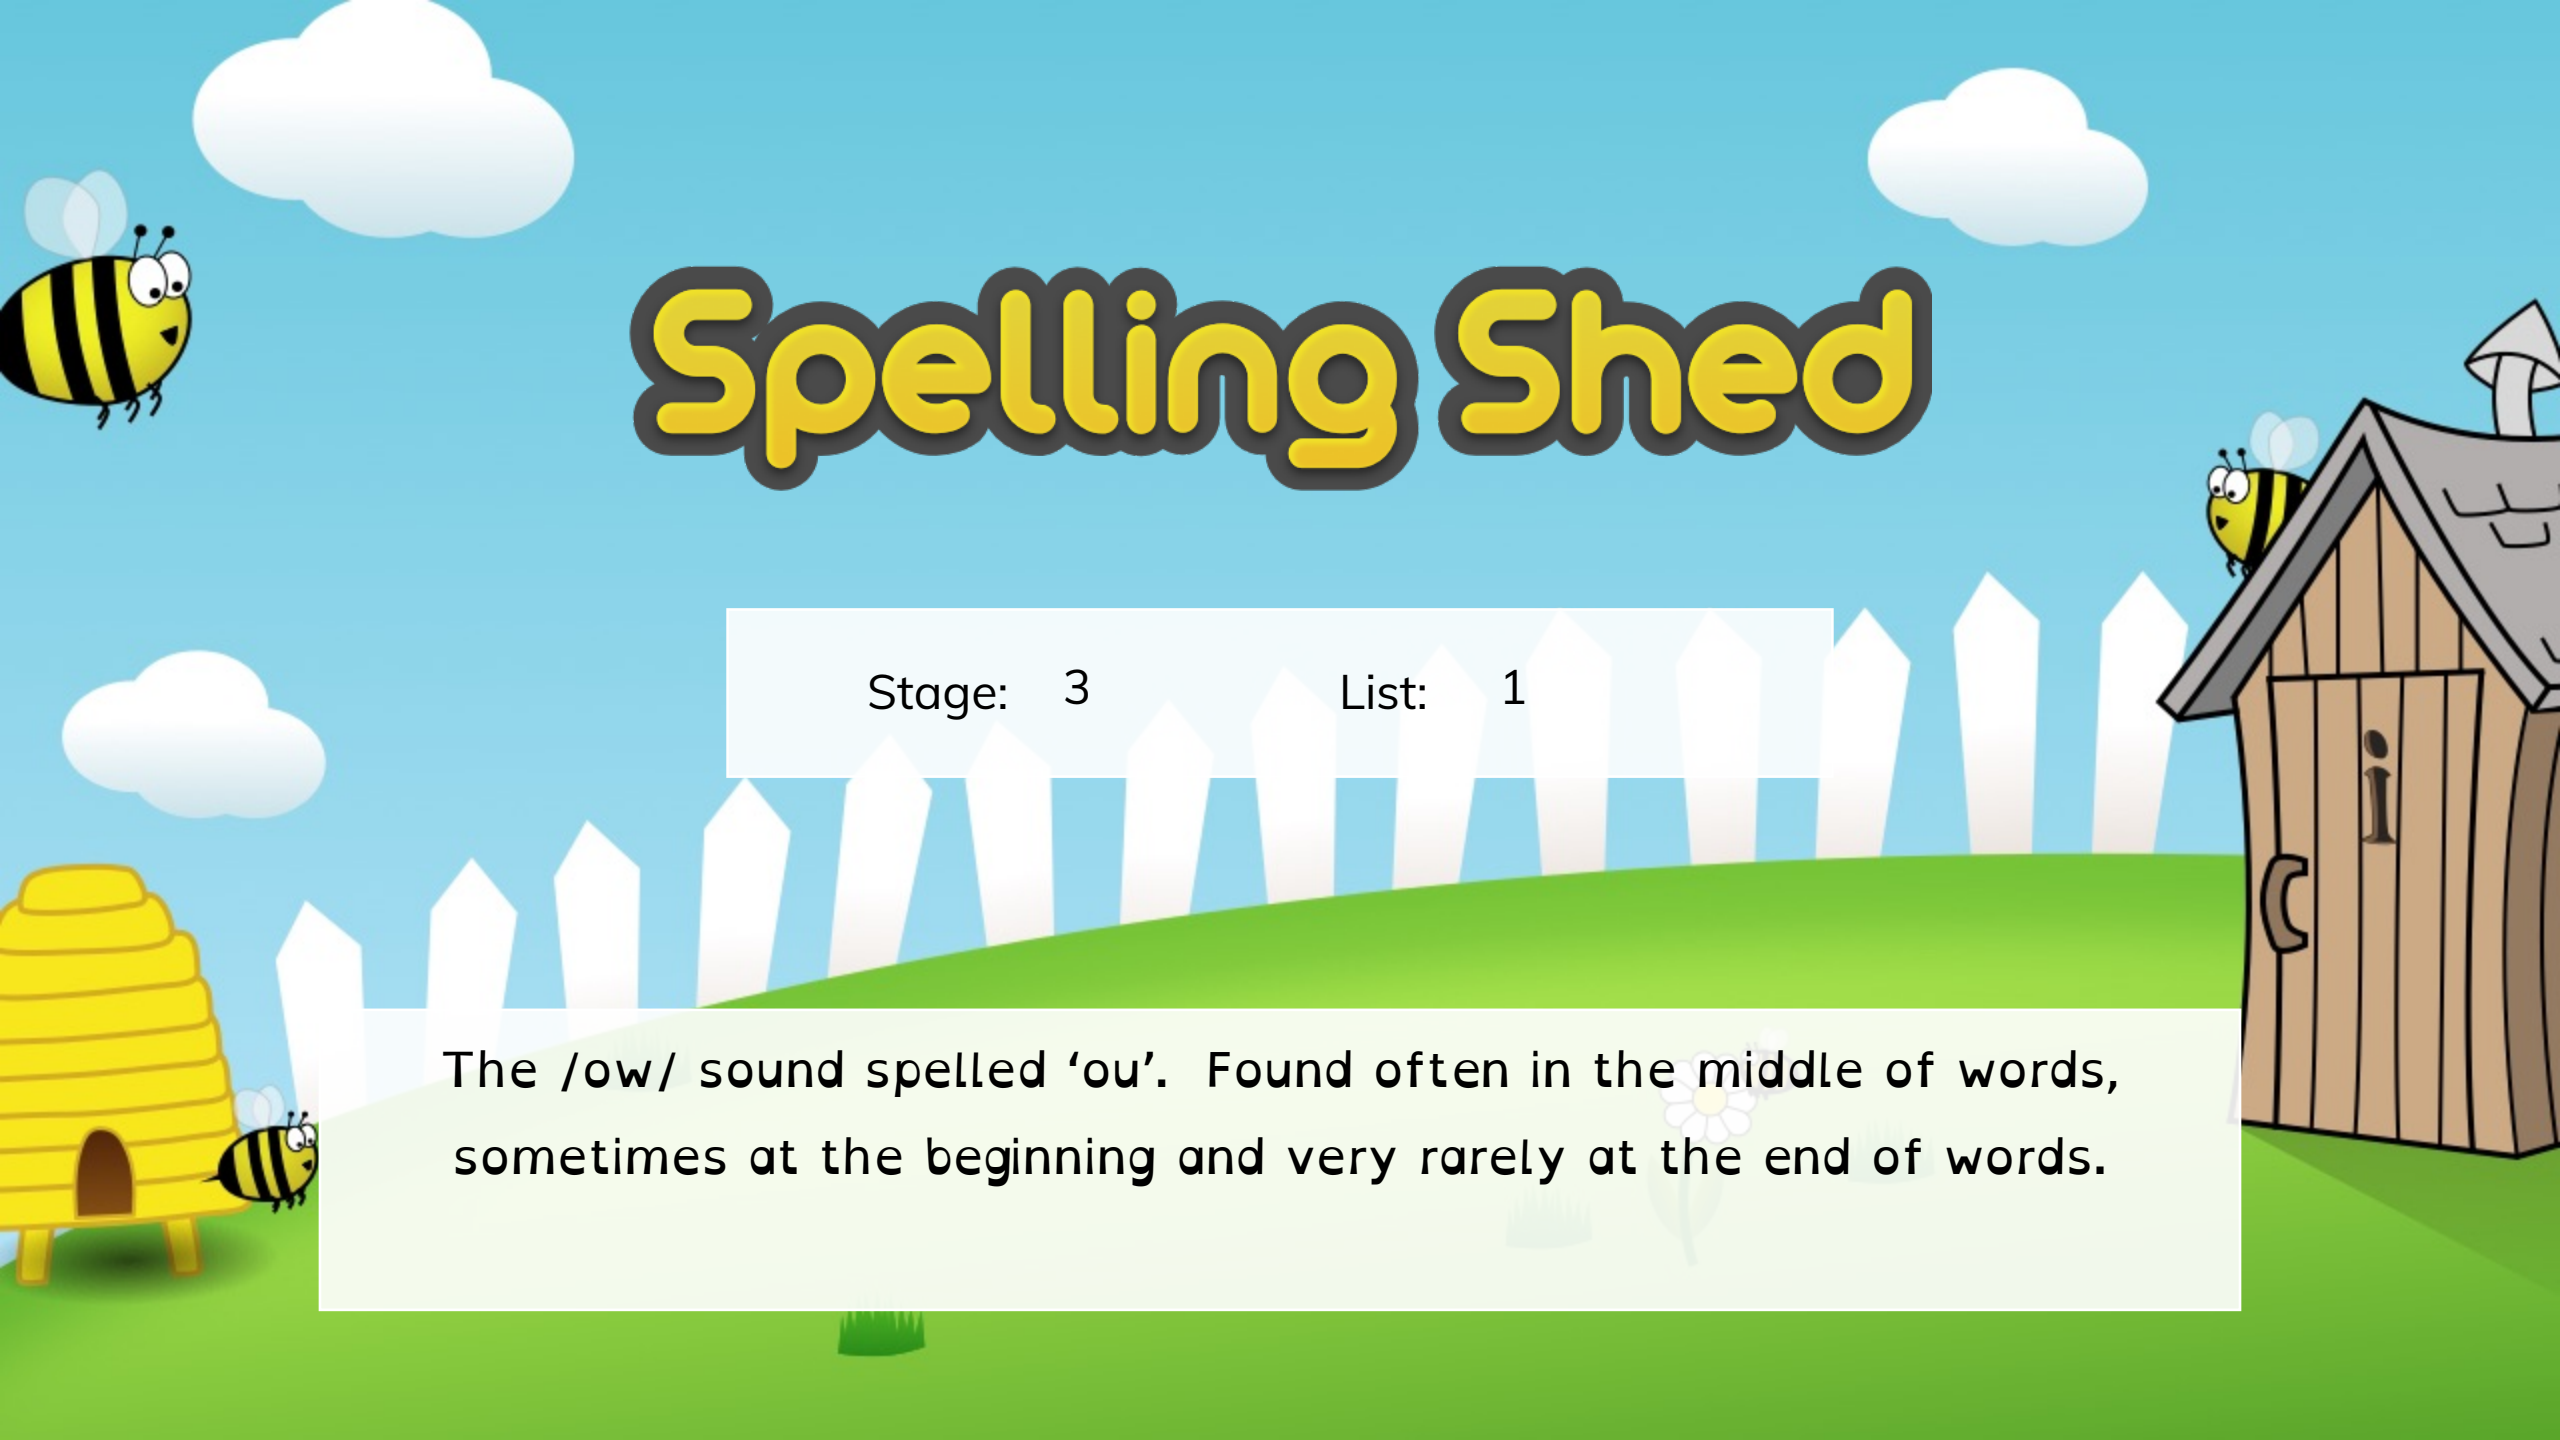 Spelling Shed
Stage: 3 List: 1
i
The /ow/ sound spelled ‘ou’. Found often in the middle of words,
sometimes at the beginning and very rarely at the end of words.